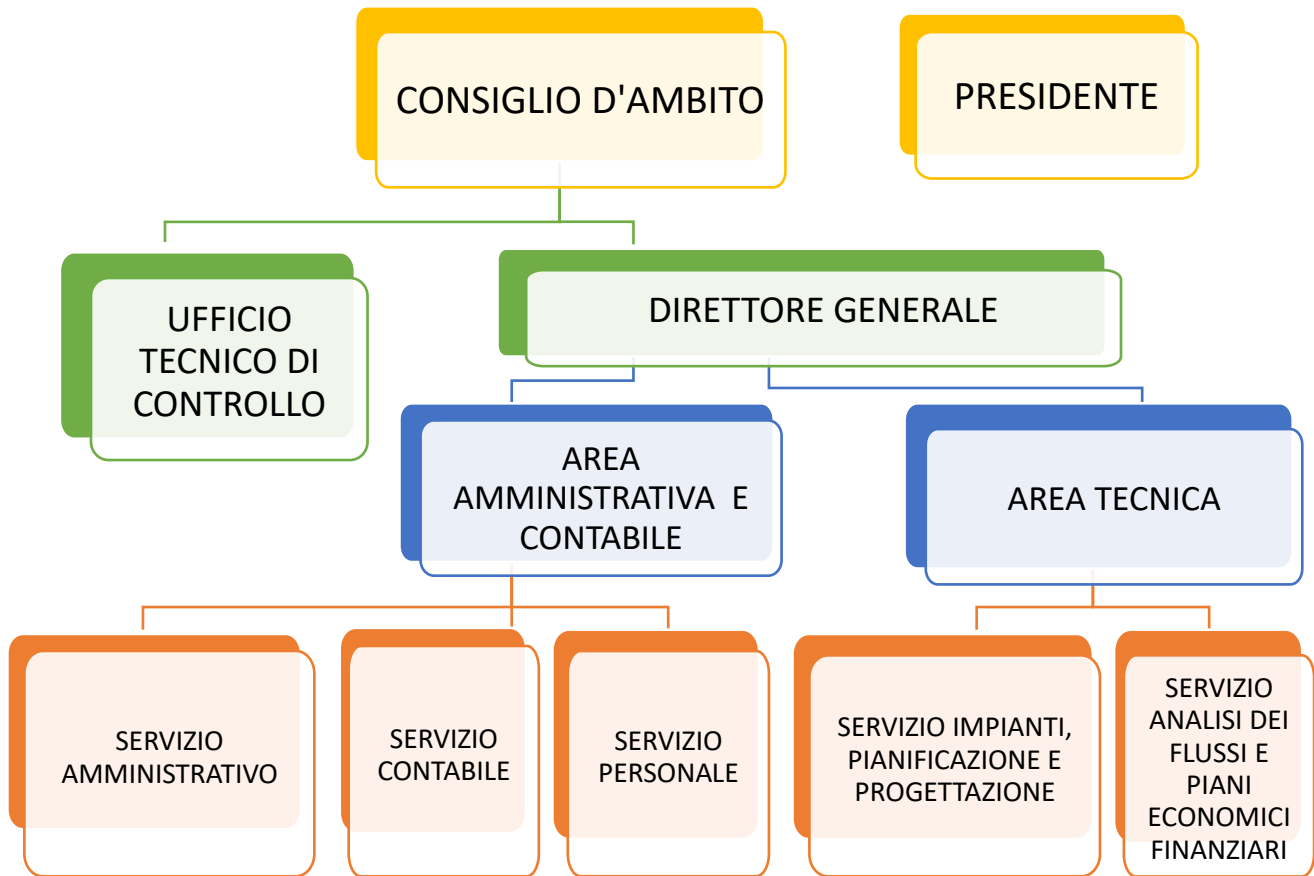 CONSIGLIO D'AMBITO
PRESIDENTE
UFFICIO
TECNICO DI
CONTROLLO
DIRETTORE GENERALE
AREA
AMMINISTRATIVA E
CONTABILE
AREA TECNICA
SERVIZIO
AMMINISTRATIVO
SERVIZIO
CONTABILE
SERVIZIO
PERSONALE
SERVIZIO IMPIANTI,
PIANIFICAZIONE E
PROGETTAZIONE
SERVIZIO
ANALISI DEI
FLUSSI E
PIANI
ECONOMICI
FINANZIARI